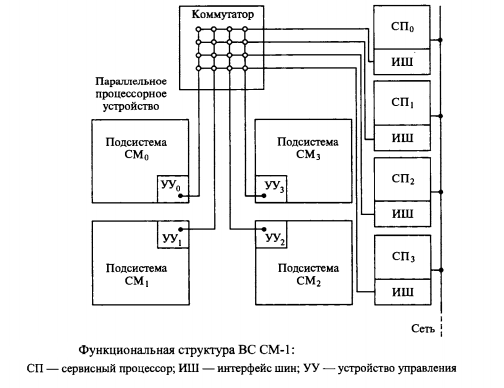 Коммутатор
СП₀
ИШ
Параллельное
процессорное
устройство
СП₁
ИШ
Подсистема
СМ₀
УУ₀
Подсистема
СМ₃
УУ₃
СП₂
ИШ
УУ₁
Подсистема
СМ₁
УУ₂
Подсистема
СМ₂
СП₃
ИШ
Сеть
Функциональная структура ВС СМ-1:
СП — сервисный процессор; ИШ — интерфейс шин; УУ — устройство управления